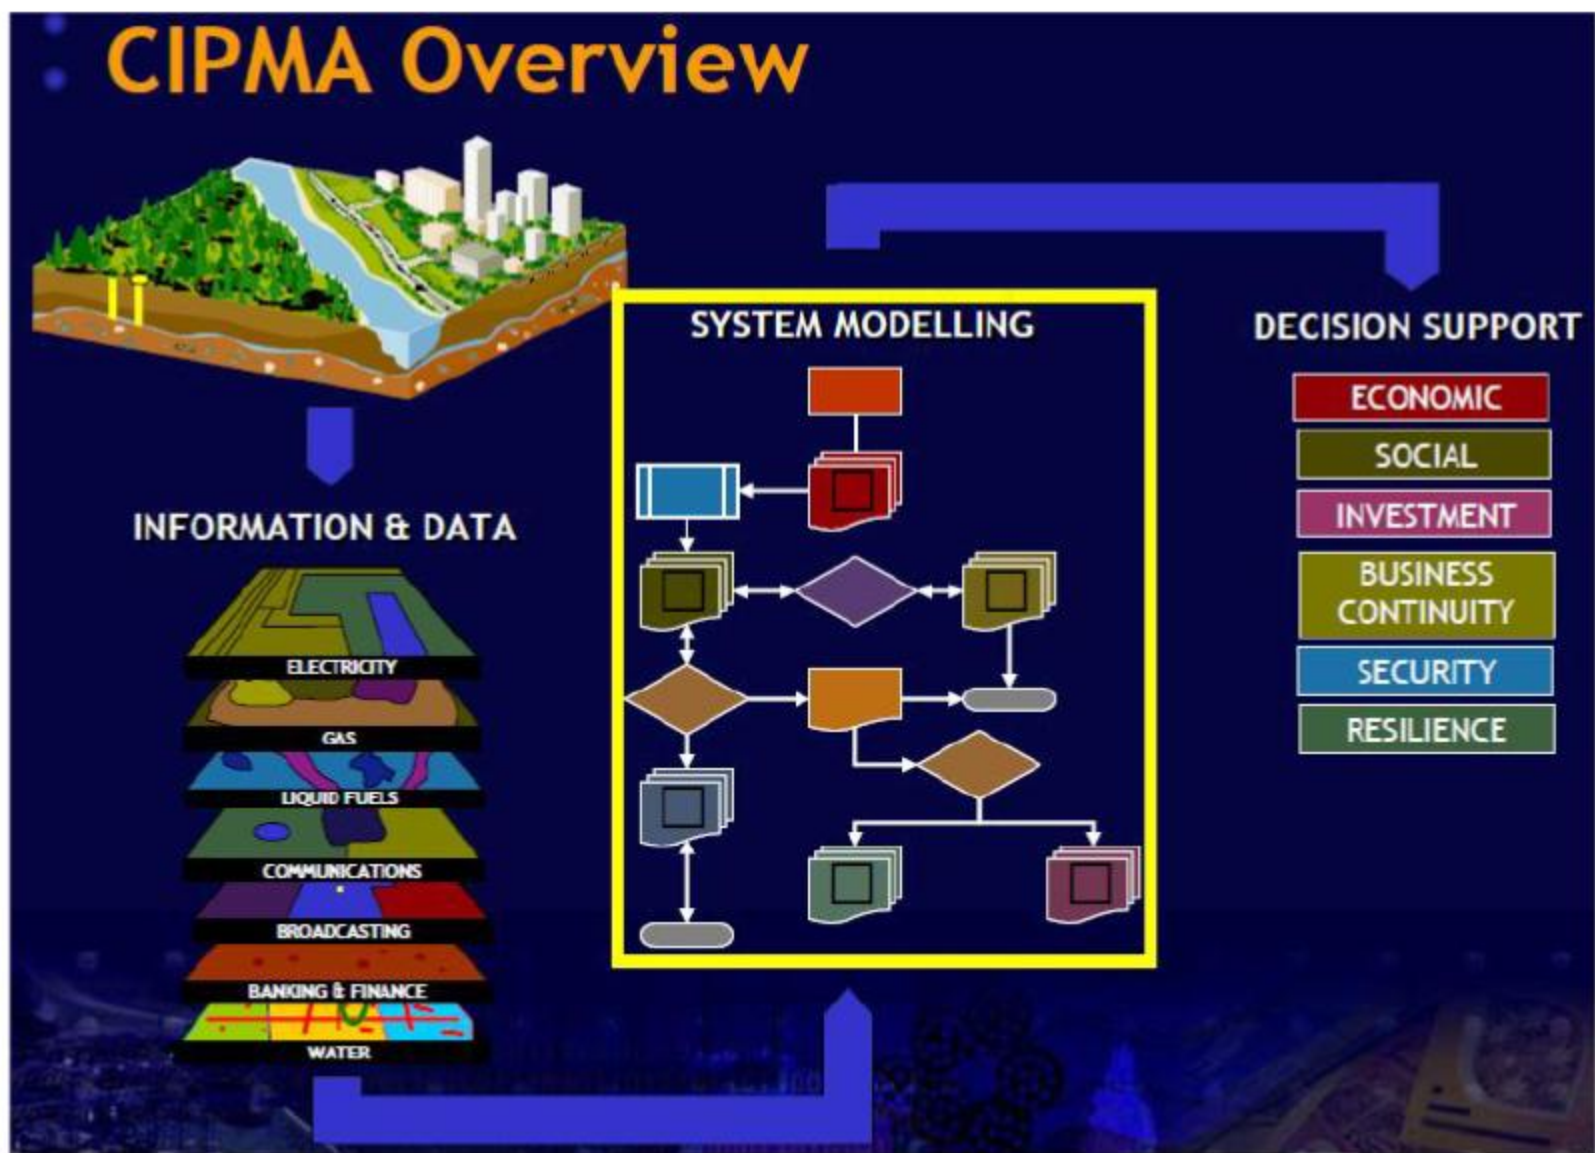 CIPMA Overview
INFORMATION & DATA
ELECTRICITY
GAS
LIQUID FUELS
COMMUNICATIONS
BROADCASTING
BANKING & FINANCE
WATER
SYSTEM MODELLING
DECISION SUPPORT
ECONOMIC
SOCIAL
INVESTMENT
BUSINESS
CONTINUITY
SECURITY
RESILIENCE